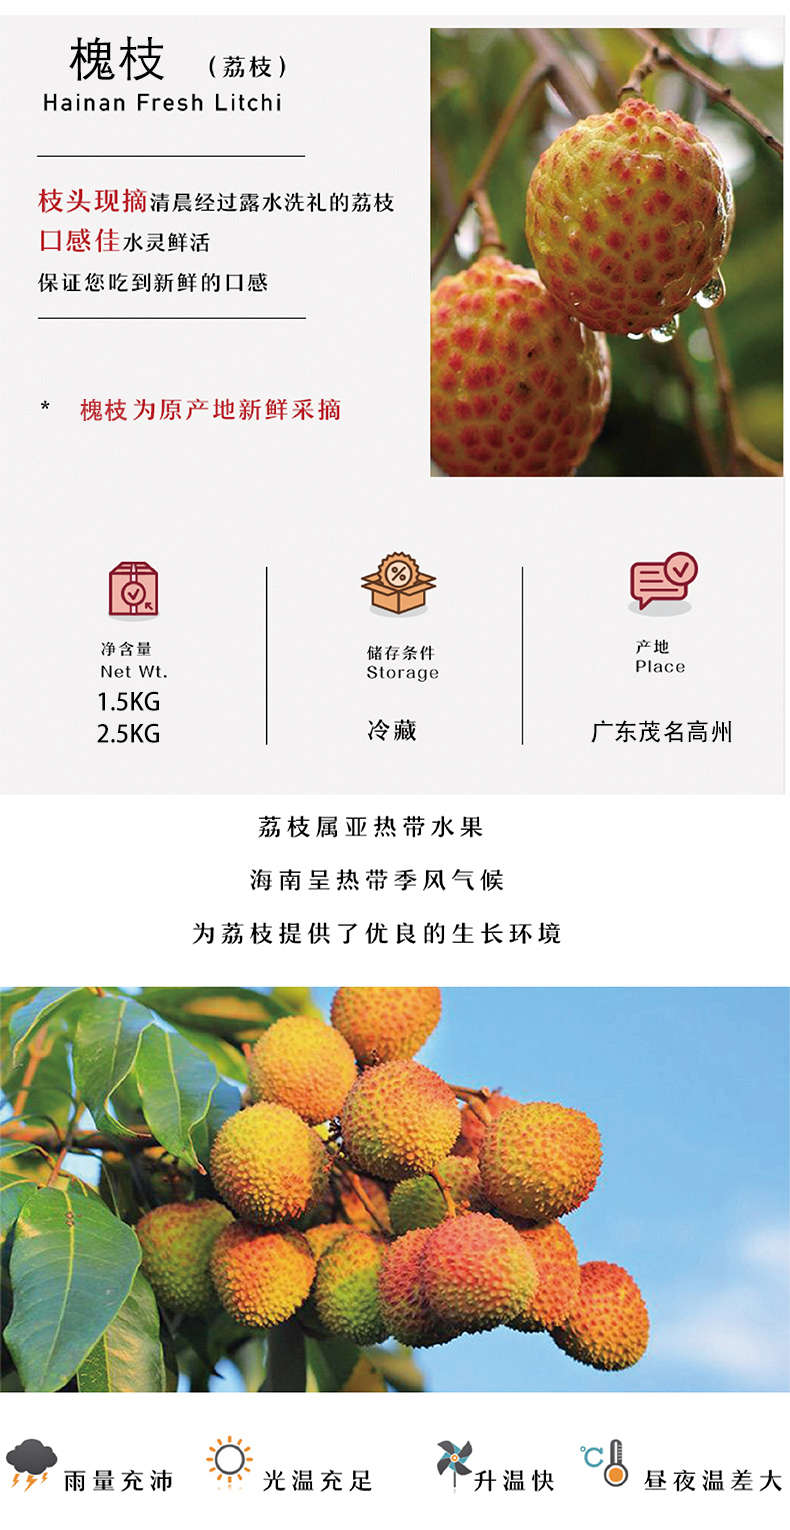 槐枝 (荔枝)
Hainan Fresh Litchi
枝头现摘清晨经过露水洗礼的荔枝
口感佳水灵鲜活
保证您吃到新鲜的口感
* 槐枝为原产地新鲜采摘
净含量
Net Wt.
1.5KG
2.5KG
储存条件
Storage
冷藏
产地
Place
广东茂名高州
荔枝属亚热带水果
海南呈热带季风气候
为荔枝提供了优良的生长环境
雨量充沛 光温充足 升温快 ℃ 昼夜温差大